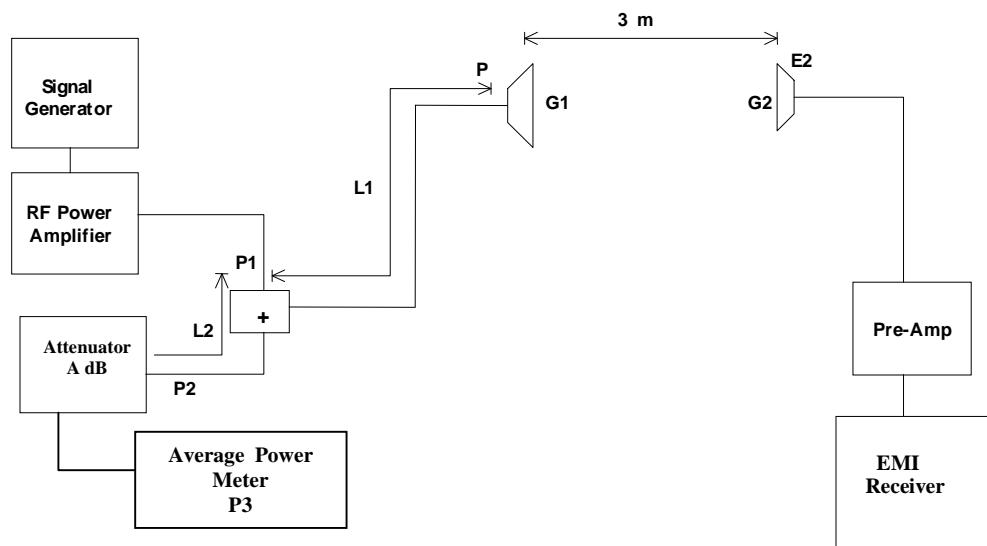 3 m
P
E2
G1
G2
Signal
Generator
L1
RF Power
Amplifier
P1
+
L2
Attenuator
A dB
P2
Pre-Amp
Average Power
Meter
P3
EMI
Receiver